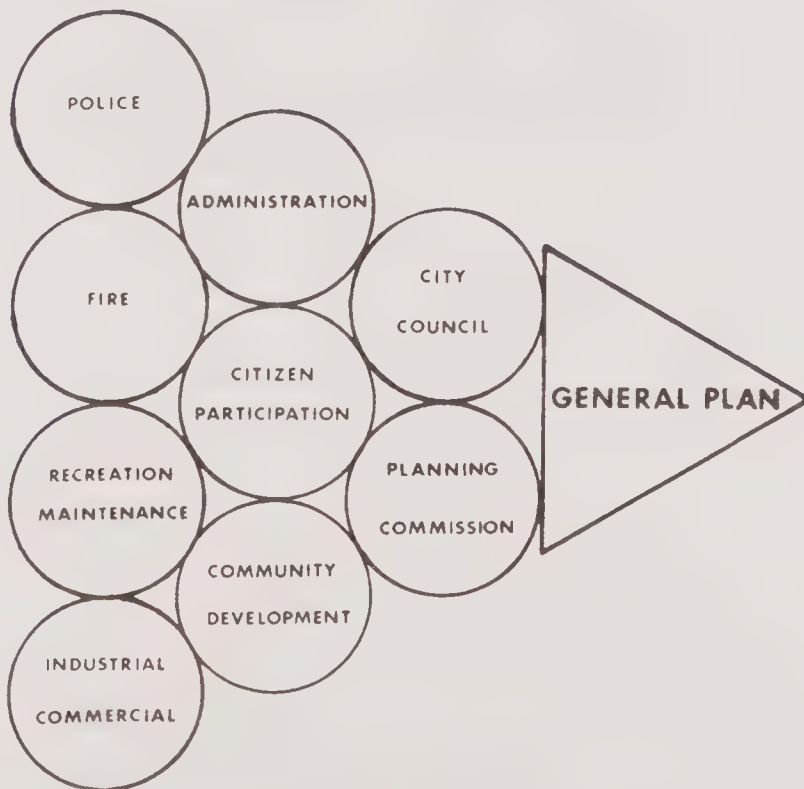 POLICE
ADMINISTRATION
FIRE
CITY
COUNCIL
CITIZEN
PARTICIPATION
GENERAL PLAN
RECREATION
MAINTENANCE
PLANNING
COMMISSION
COMMUNITY
DEVELOPMENT
INDUSTRIAL
COMMERCIAL